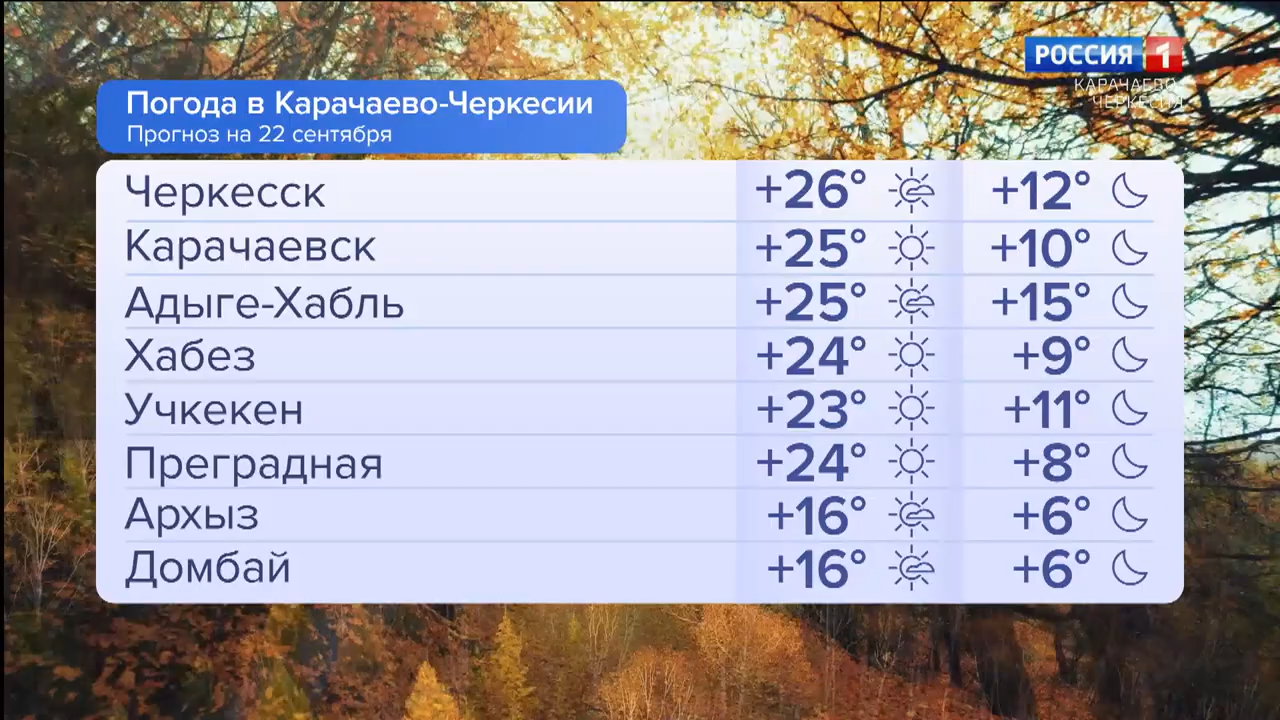 РОССИЯ 1
КАРАЧАЕВО-
ЧЕРКЕСИЯ
Погода в Карачаево-Черкесии
Прогноз на 22 сентября
Черкесск +26° +12°
Карачаевск +25° +10°
Адыге-Хабль +25° +15°
Хабез +24° +9°
Учкекен +23° +11°
Преградная +24° +8°
Архыз +16° +6°
Домбай +16° +6°